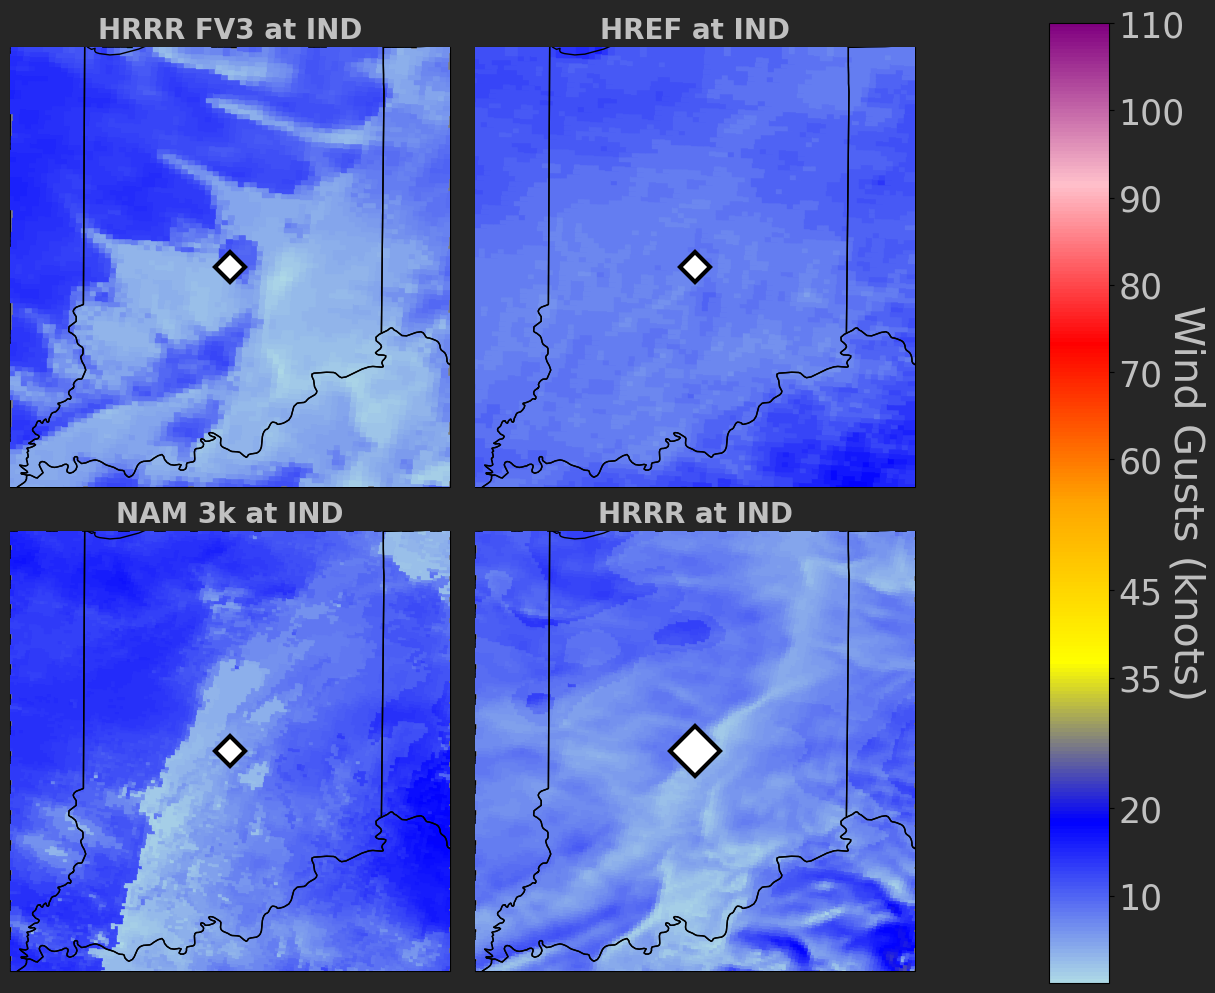 HRRR FV3 at IND
HREF at IND
NAM 3k at IND
HRRR at IND
110
100
90
80
70
60
45
35
20
10
Wind Gusts (knots)